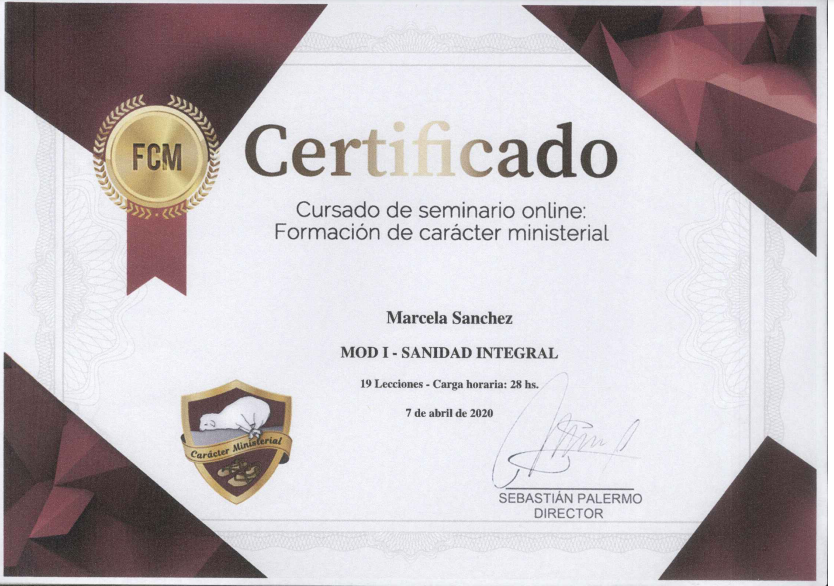 FCM
Certificado
Cursado de seminario online:
Formación de carácter ministerial
Marcela Sanchez
MOD I - SANIDAD INTEGRAL
19 Lecciones - Carga horaria: 28 hs.
7 de abril de 2020
Carácter Ministerial
SEBASTIÁN PALERMO
DIRECTOR